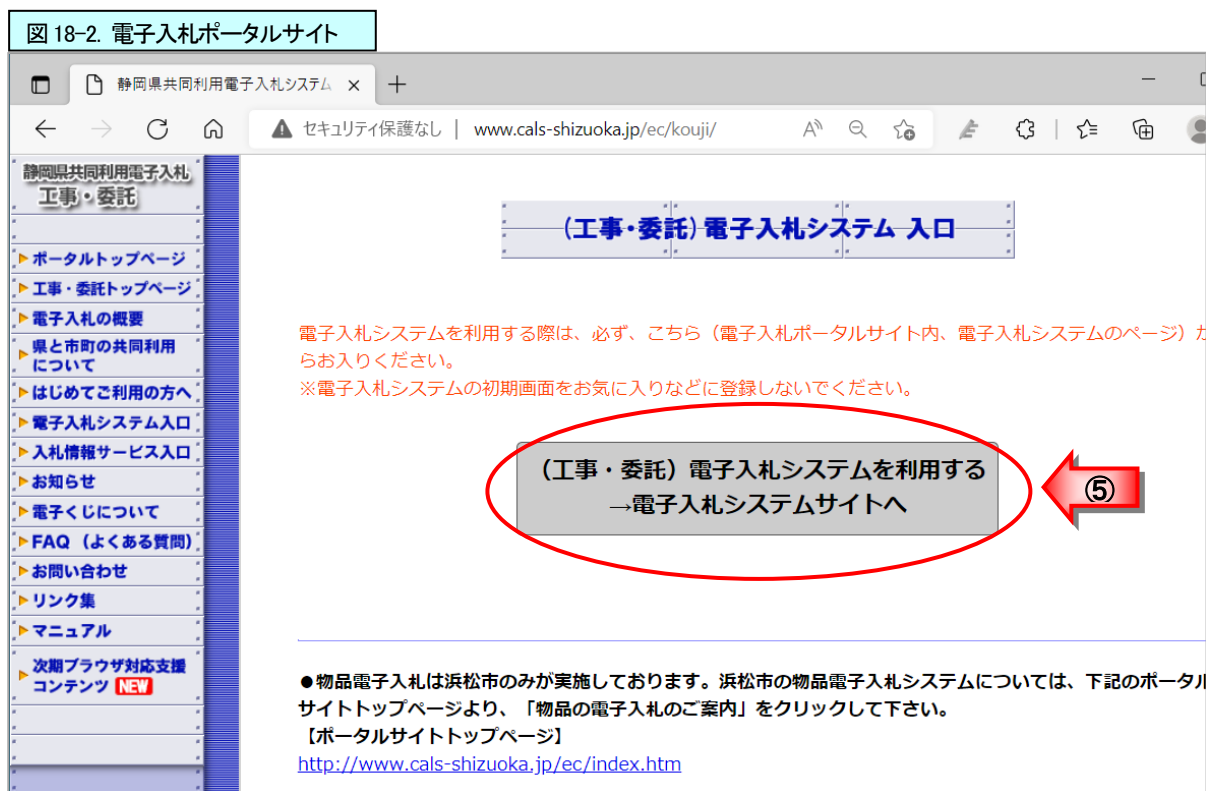 図 18-2. 電子入札ポータルサイト
静岡県共同利用電子入札システム
セキュリティ保護なし | www.cals-shizuoka.jp/ec/kouji/
静岡県共同利用電子入札
工事・委託
ポータルトップページ
工事・委託トップページ
電子入札の概要
県と市町の共同利用
について
はじめてご利用の方へ
電子入札システム入口
入札情報サービス入口
お知らせ
電子くじについて
FAQ（よくある質問）
お問い合わせ
リンク集
マニュアル
次期ブラウザ対応支援
コンテンツ NEW
(工事・委託) 電子入札システム 入口
電子入札システムを利用する際は、必ず、こちら（電子入札ポータルサイト内、電子入札システムのページ）か
らお入りください。
※電子入札システムの初期画面をお気に入りなどに登録しないでください。
（工事・委託）電子入札システムを利用する
→電子入札システムサイトへ
⑤
●物品電子入札は浜松市のみが実施しております。浜松市の物品電子入札システムについては、下記のポータル
サイトトップページより、「物品の電子入札のご案内」をクリックして下さい。
【ポータルサイトトップページ】
http://www.cals-shizuoka.jp/ec/index.htm